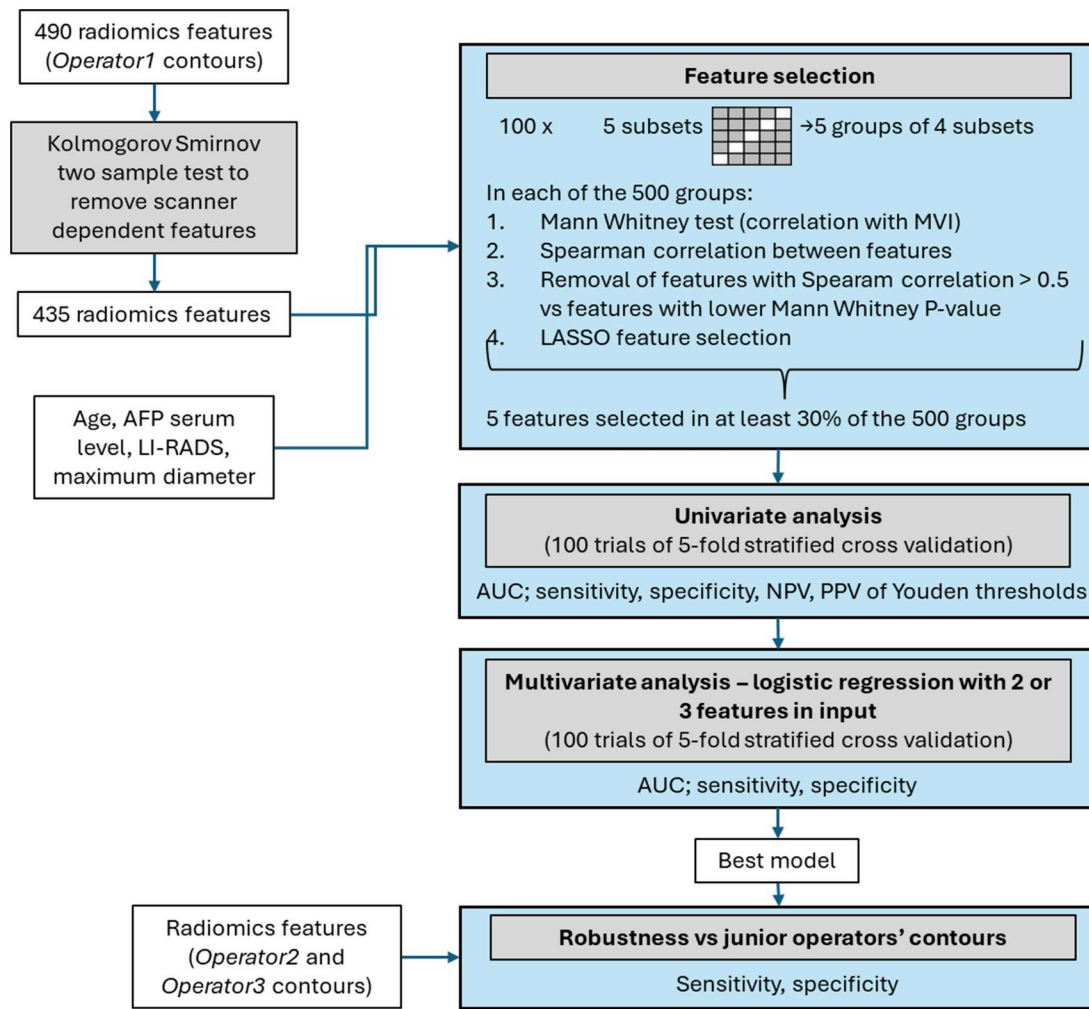 490 radiomics features
(Operator1 contours)
Kolmogorov Smirnov
two sample test to
remove scanner
dependent features
435 radiomics features
Age, AFP serum
level, LI-RADS,
maximum diameter
Feature selection
100 x 5 subsets →5 groups of 4 subsets
In each of the 500 groups:
1. Mann Whitney test (correlation with MVI)
2. Spearman correlation between features
3. Removal of features with Spearam correlation > 0.5
vs features with lower Mann Whitney P-value
4. LASSO feature selection
5 features selected in at least 30% of the 500 groups
Univariate analysis
(100 trials of 5-fold stratified cross validation)
AUC; sensitivity, specificity, NPV, PPV of Youden thresholds
Multivariate analysis – logistic regression with 2 or
3 features in input
(100 trials of 5-fold stratified cross validation)
AUC; sensitivity, specificity
Best model
Radiomics features
(Operator2 and
Operator3 contours)
Robustness vs junior operators’ contours
Sensitivity, specificity